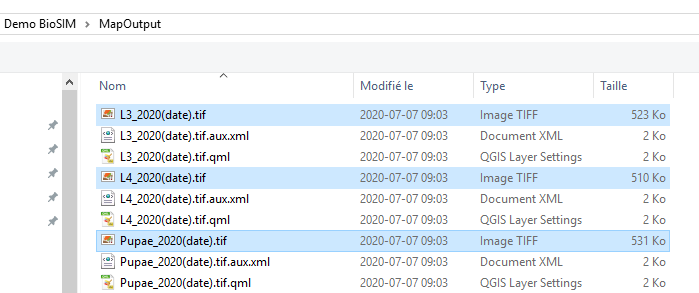 Demo BioSIM > MapOutput
Nom Modifié le Type Taille
L3_2020(date).tif 2020-07-07 09:03 Image TIFF 523 Ko
L3_2020(date).tif.aux.xml 2020-07-07 09:03 Document XML 2 Ko
L3_2020(date).tif.qml 2020-07-07 09:03 QGIS Layer Settings 2 Ko
L4_2020(date).tif 2020-07-07 09:03 Image TIFF 510 Ko
L4_2020(date).tif.aux.xml 2020-07-07 09:03 Document XML 2 Ko
L4_2020(date).tif.qml 2020-07-07 09:03 QGIS Layer Settings 2 Ko
Pupae_2020(date).tif 2020-07-07 09:03 Image TIFF 531 Ko
Pupae_2020(date).tif.aux.xml 2020-07-07 09:03 Document XML 2 Ko
Pupae_2020(date).tif.qml 2020-07-07 09:03 QGIS Layer Settings 2 Ko